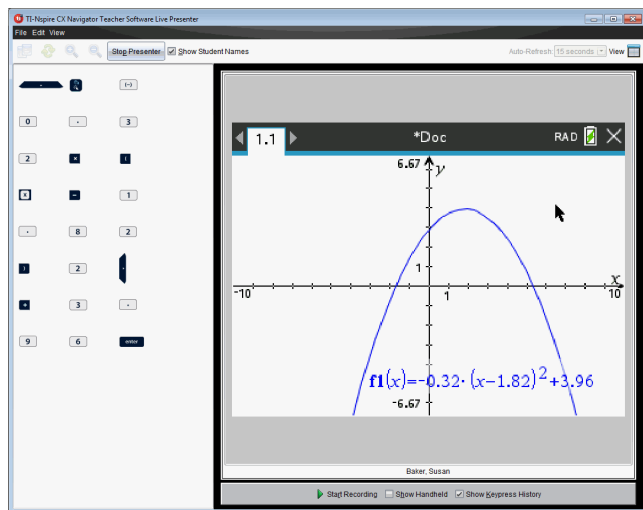 TI-Nspire CX Navigator Teacher Software Live Presenter
File Edit View
Stop Presenter Show Student Names Auto-Refresh: 15 seconds View
(-)
0 . 3
2 × (
x − 1
. 8 2
) 2
+ 3 .
9 6 enter
1.1 *Doc RAD
6.67 y
1
-10 1 x 10
f1(x)=-0.32·(x-1.82)²+3.96
-6.67
Baker, Susan
Start Recording Show Handheld Show Keypress History